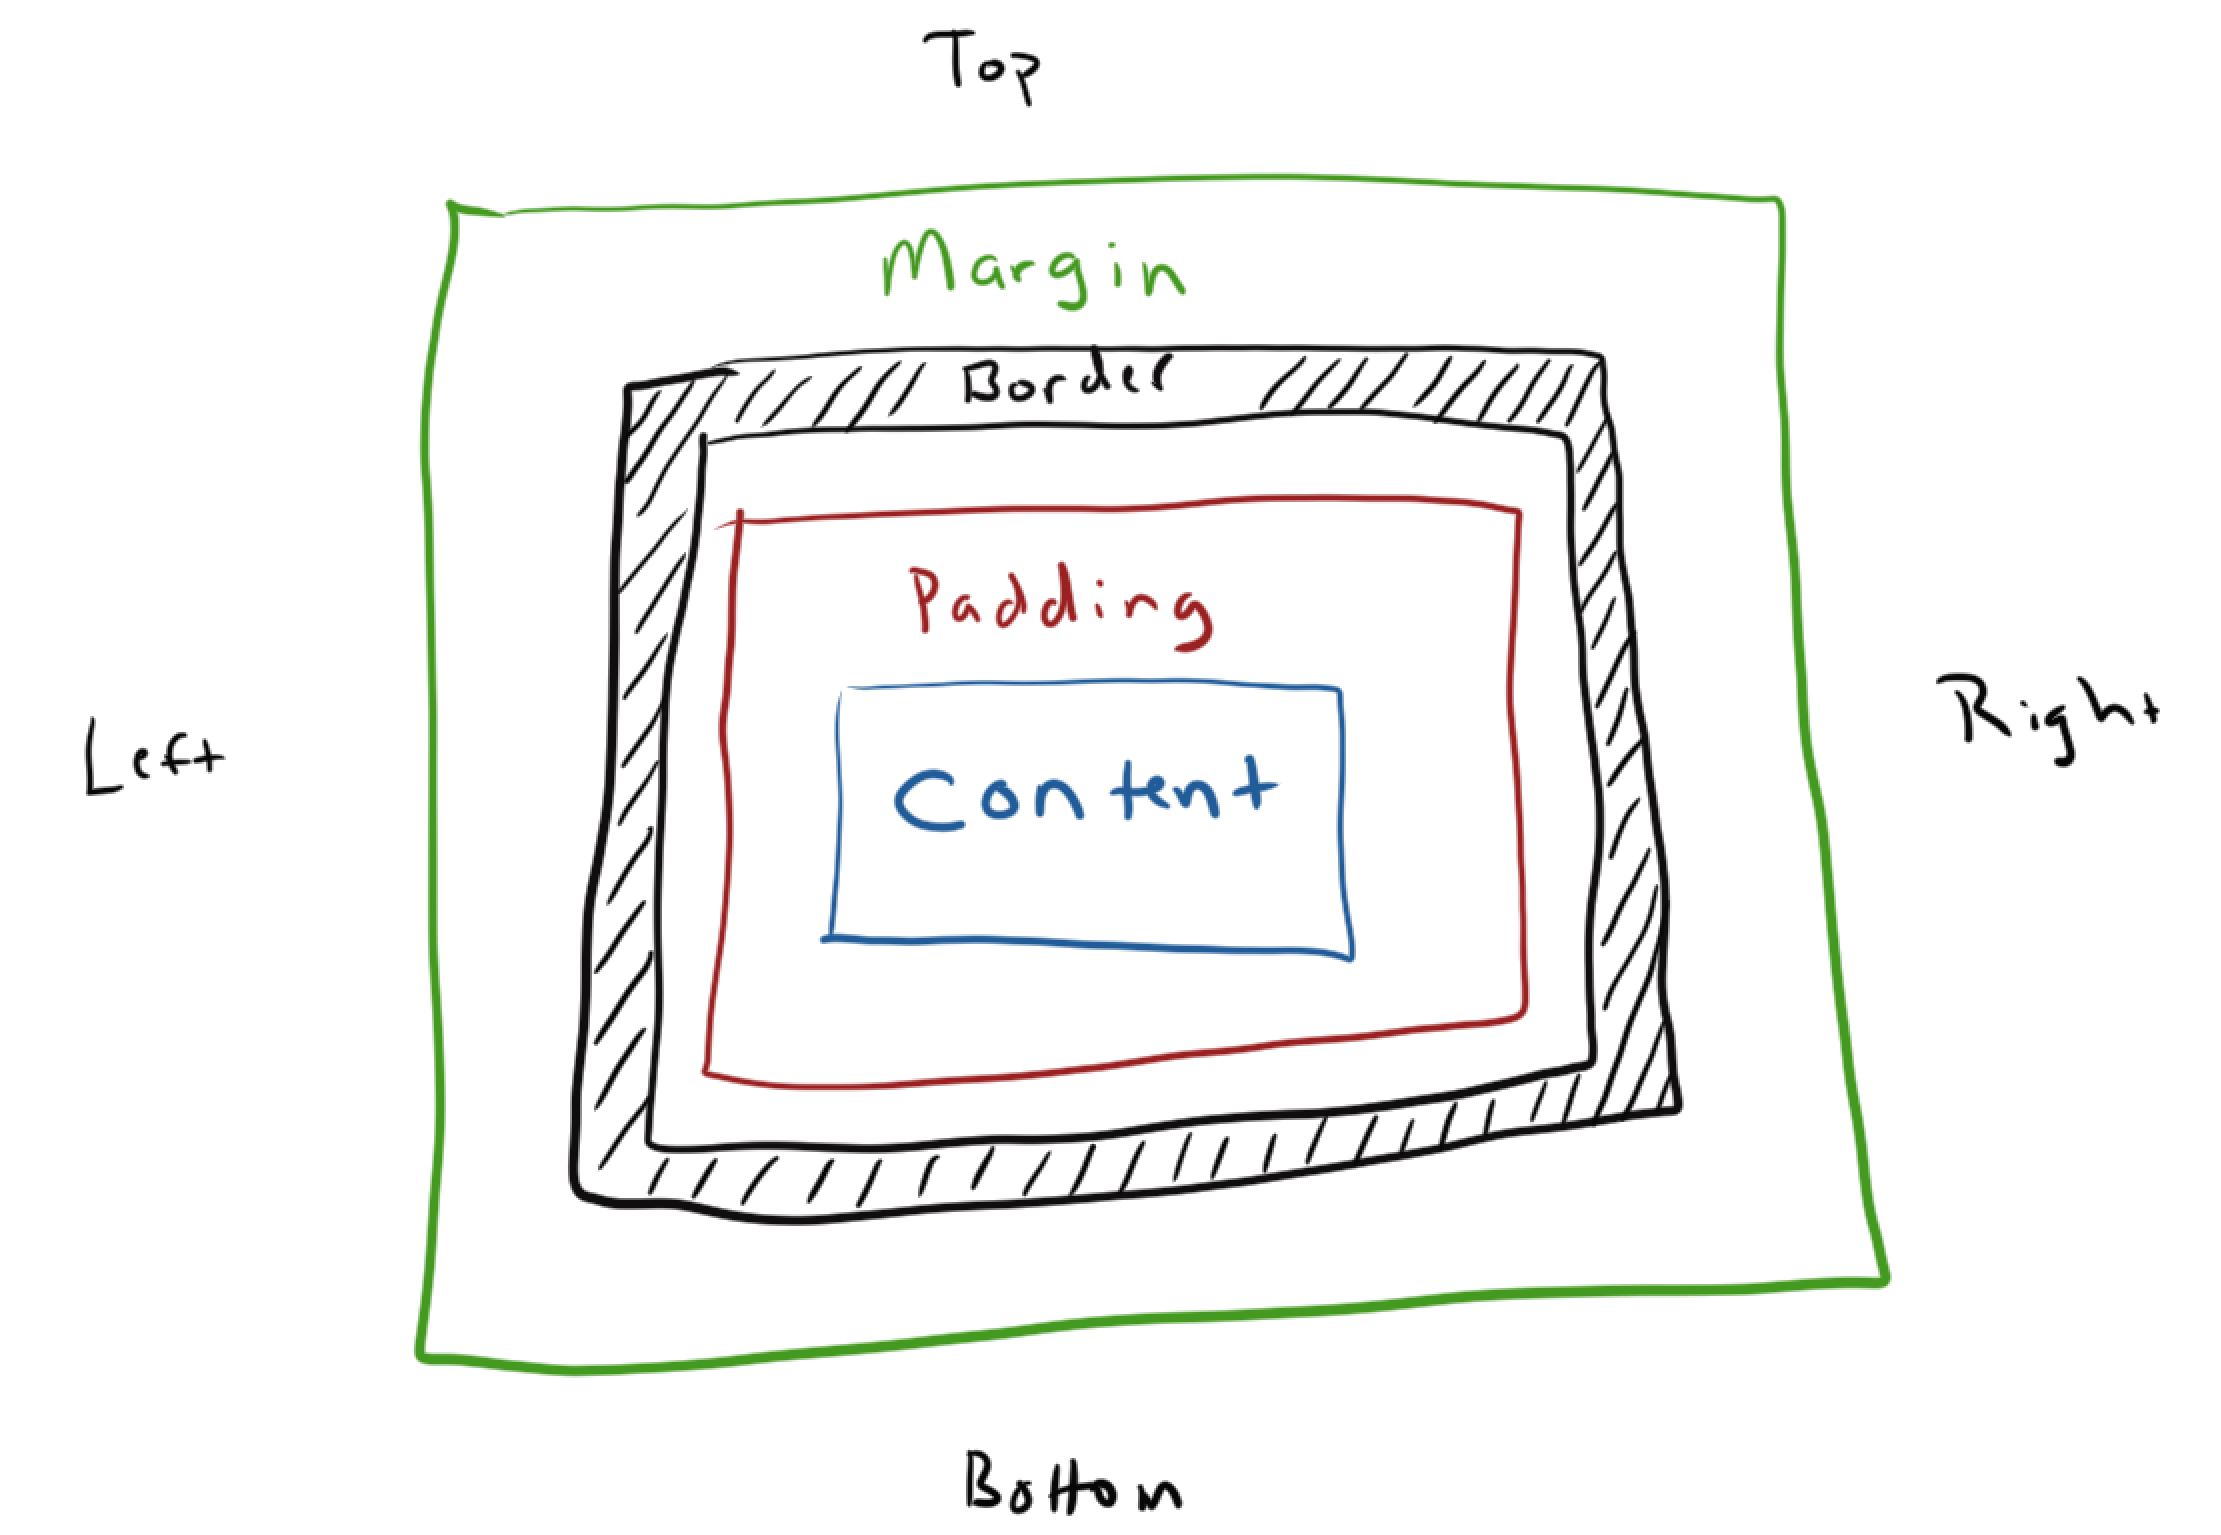 Top
Margin
Border
Padding
Left
Content
Right
Bottom